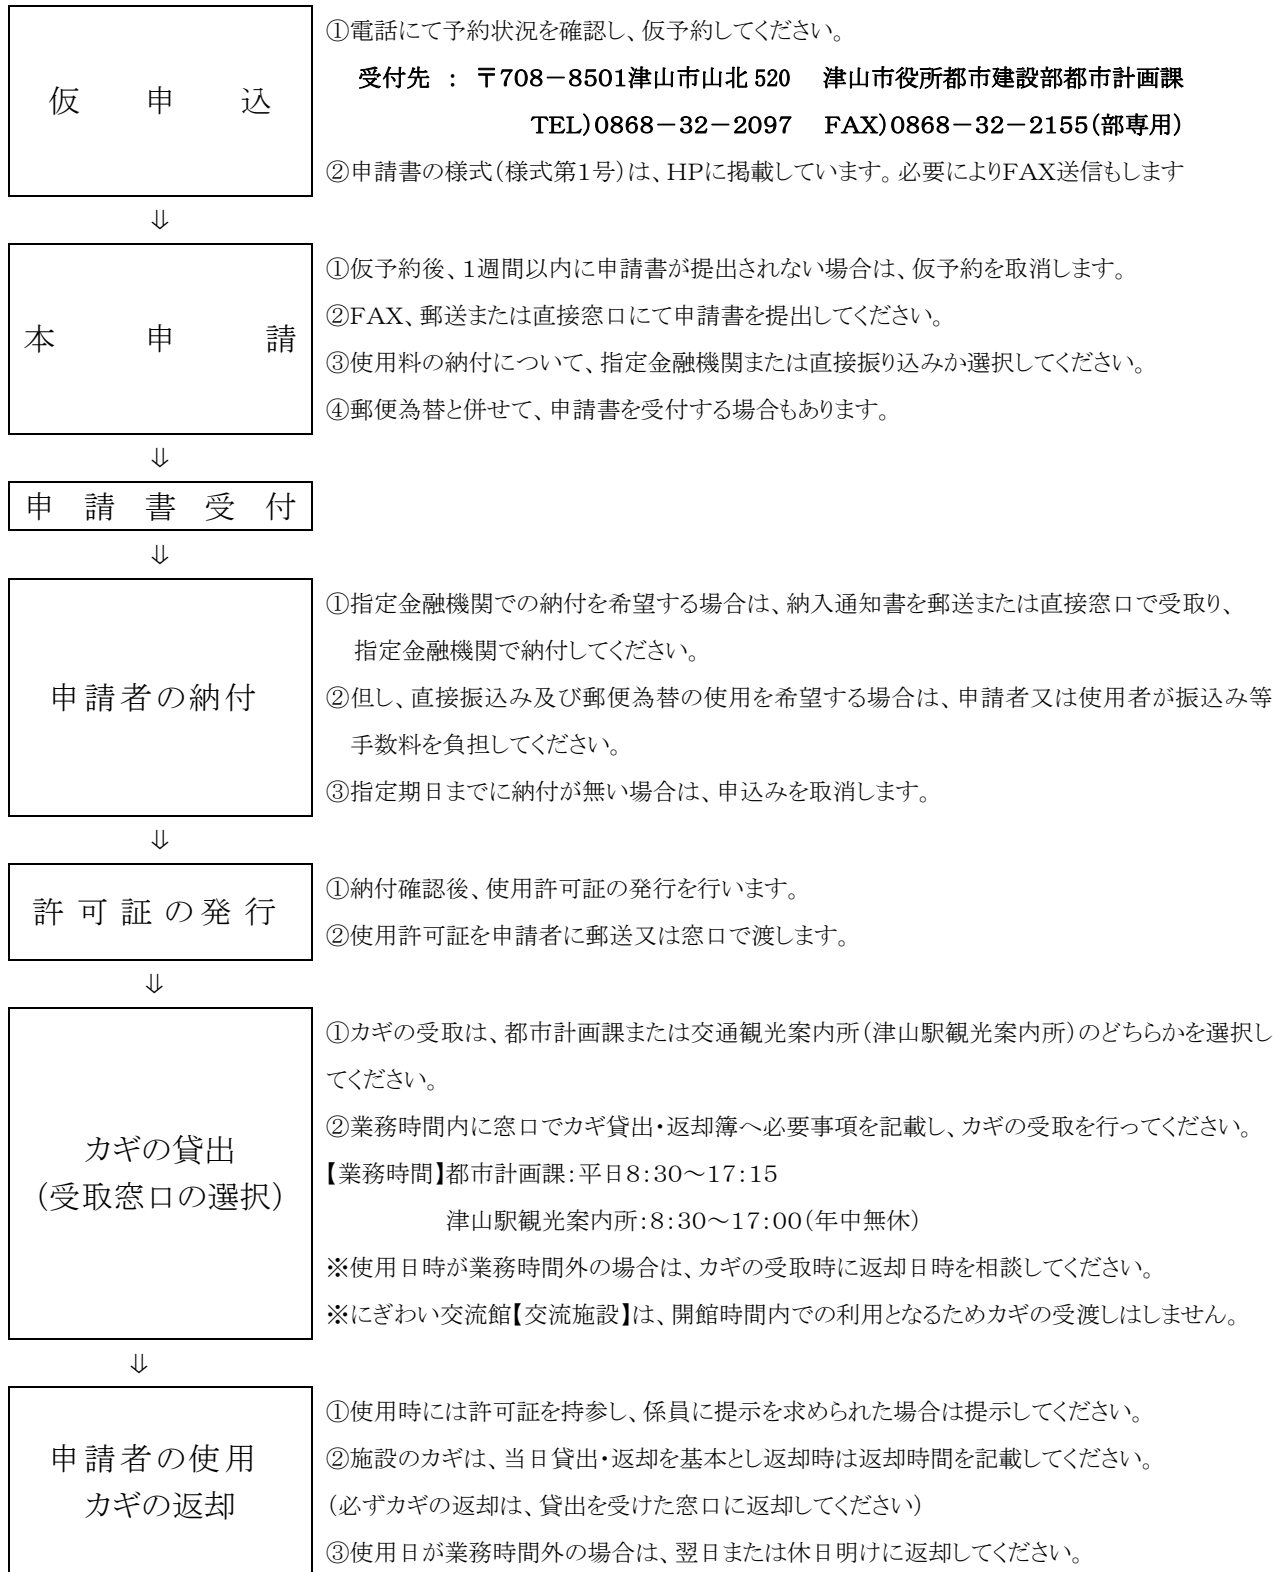 仮申込
①電話にて予約状況を確認し、仮予約してください。
受付先 : 〒708-8501津山市山北520 津山市役所都市建設部都市計画課
TEL)0868-32-2097 FAX)0868-32-2155(部専用)
②申請書の様式(様式第1号)は、HPに掲載しています。必要によりFAX送信もします
⇓
本申請
①仮予約後、1週間以内に申請書が提出されない場合は、仮予約を取消します。
②FAX、郵送または直接窓口にて申請書を提出してください。
③使用料の納付について、指定金融機関または直接振り込みか選択してください。
④郵便為替と併せて、申請書を受付する場合もあります。
⇓
申請書受付
⇓
申請者の納付
①指定金融機関での納付を希望する場合は、納入通知書を郵送または直接窓口で受取り、
指定金融機関で納付してください。
②但し、直接振込み及び郵便為替の使用を希望する場合は、申請者又は使用者が振込み等
手数料を負担してください。
③指定期日までに納付が無い場合は、申込みを取消します。
⇓
許可証の発行
①納付確認後、使用許可証の発行を行います。
②使用許可証を申請者に郵送又は窓口で渡します。
⇓
カギの貸出
(受取窓口の選択)
①カギの受取は、都市計画課または交通観光案内所(津山駅観光案内所)のどちらかを選択し
てください。
②業務時間内に窓口でカギ貸出・返却簿へ必要事項を記載し、カギの受取を行ってください。
【業務時間】都市計画課:平日8:30~17:15
津山駅観光案内所:8:30~17:00(年中無休)
※使用日時が業務時間外の場合は、カギの受取時に返却日時を相談してください。
※にぎわい交流館【交流施設】は、開館時間内での利用となるためカギの受渡しはしません。
⇓
申請者の使用
カギの返却
①使用時には許可証を持参し、係員に提示を求められた場合は提示してください。
②施設のカギは、当日貸出・返却を基本とし返却時は返却時間を記載してください。
(必ずカギの返却は、貸出を受けた窓口に返却してください)
③使用日が業務時間外の場合は、翌日または休日明けに返却してください。